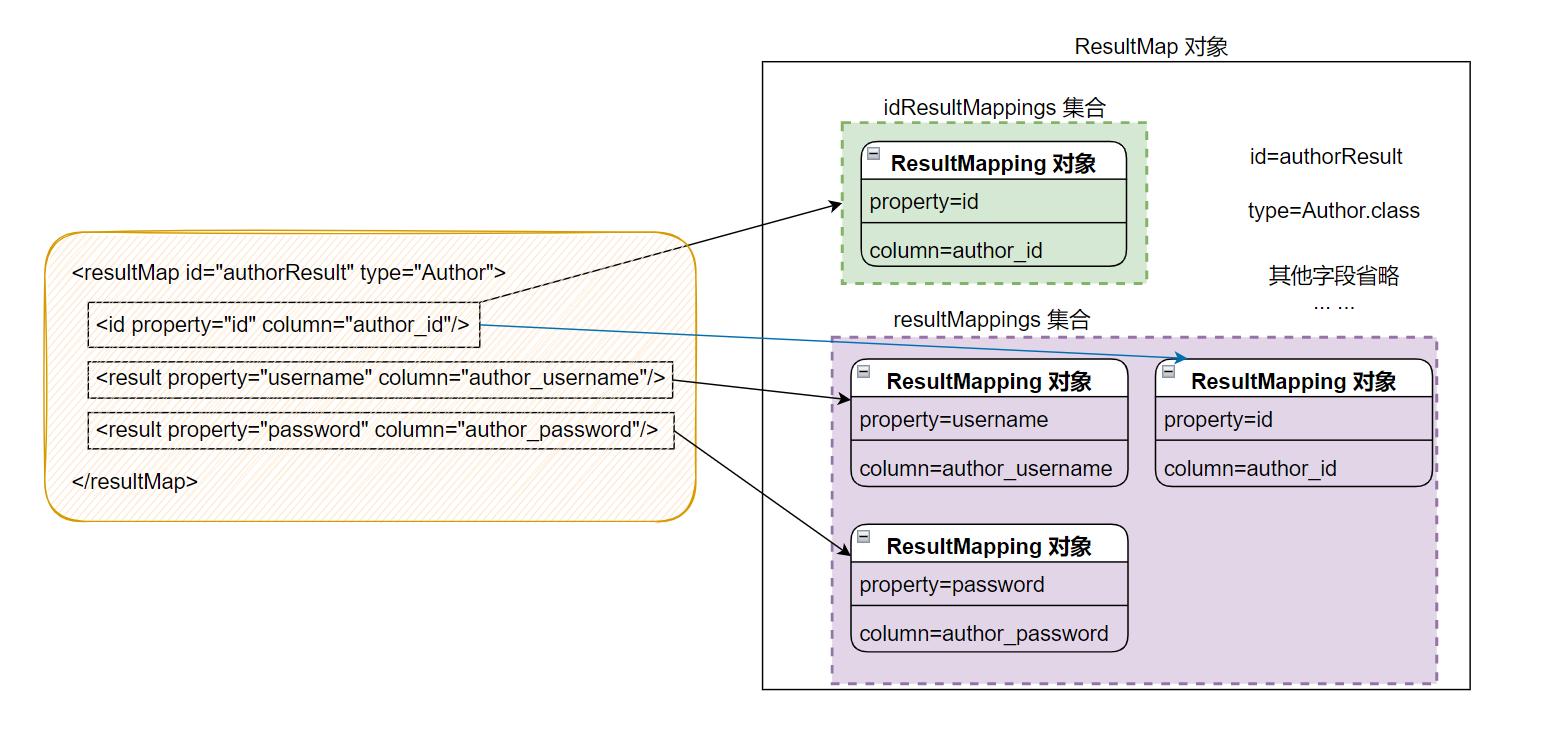 <resultMap id="authorResult" type="Author">
<id property="id" column="author_id"/>
<result property="username" column="author_username"/>
<result property="password" column="author_password"/>
</resultMap>
ResultMap 对象
idResultMappings 集合
ResultMapping 对象
property=id
column=author_id
id=authorResult
type=Author.class
其他字段省略
... ...
resultMappings 集合
ResultMapping 对象
property=username
column=author_username
ResultMapping 对象
property=id
column=author_id
ResultMapping 对象
property=password
column=author_password